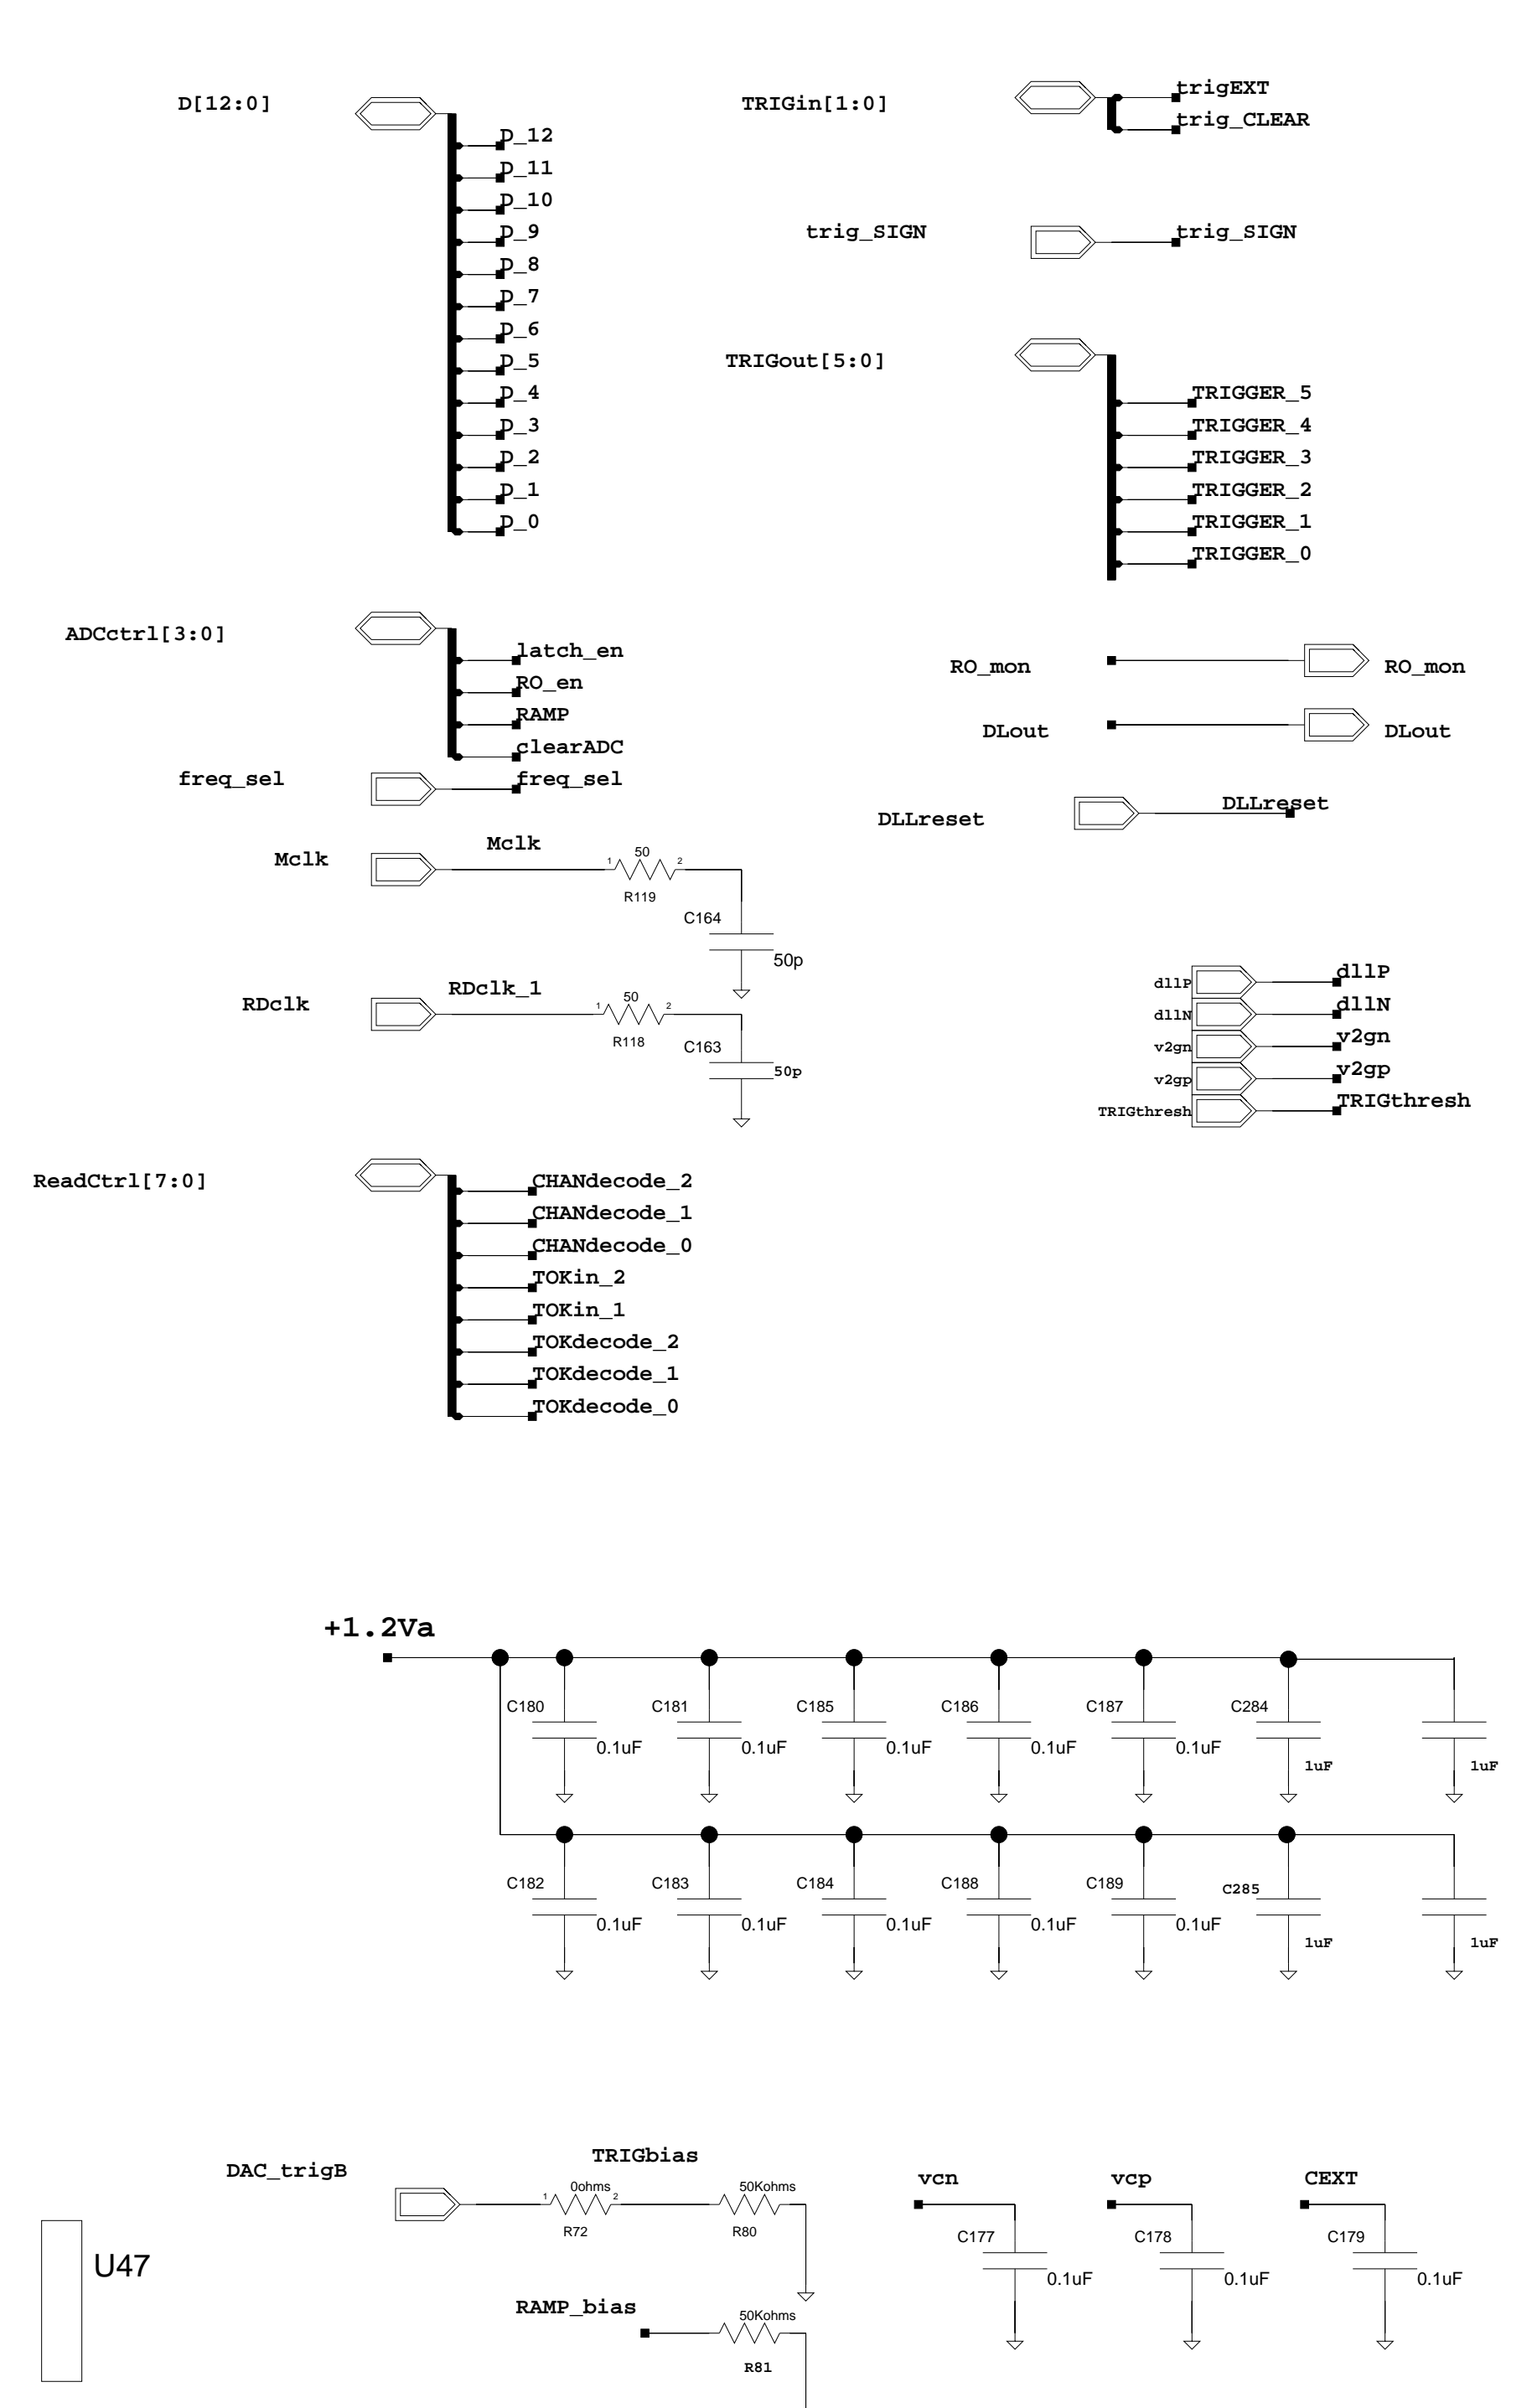 D[12:0]
D_12
D_11
D_10
D_9
D_8
D_7
D_6
D_5
D_4
D_3
D_2
D_1
D_0
TRIGin[1:0]
trigEXT
trig_CLEAR
trig_SIGN
trig_SIGN
TRIGout[5:0]
TRIGGER_5
TRIGGER_4
TRIGGER_3
TRIGGER_2
TRIGGER_1
TRIGGER_0
ADCctrl[3:0]
latch_en
RO_en
RAMP
clearADC
freq_sel
freq_sel
RO_mon
RO_mon
DLout
DLout
DLLreset
DLLreset
Mclk
Mclk
1
50
2
R119
C164
50p
RDclk
RDclk_1
1
50
2
R118
C163
50p
dllP
dllP
dllN
dllN
v2gn
v2gn
v2gp
v2gp
TRIGthresh
TRIGthresh
ReadCtrl[7:0]
CHANdecode_2
CHANdecode_1
CHANdecode_0
TOKin_2
TOKin_1
TOKdecode_2
TOKdecode_1
TOKdecode_0
+1.2Va
C180
0.1uF
C181
0.1uF
C185
0.1uF
C186
0.1uF
C187
0.1uF
C284
1uF
1uF
C182
0.1uF
C183
0.1uF
C184
0.1uF
C188
0.1uF
C189
0.1uF
C285
1uF
1uF
DAC_trigB
TRIGbias
1
0ohms
2
R72
50Kohms
R80
vcn
C177
0.1uF
vcp
C178
0.1uF
CEXT
C179
0.1uF
U47
RAMP_bias
50Kohms
R81